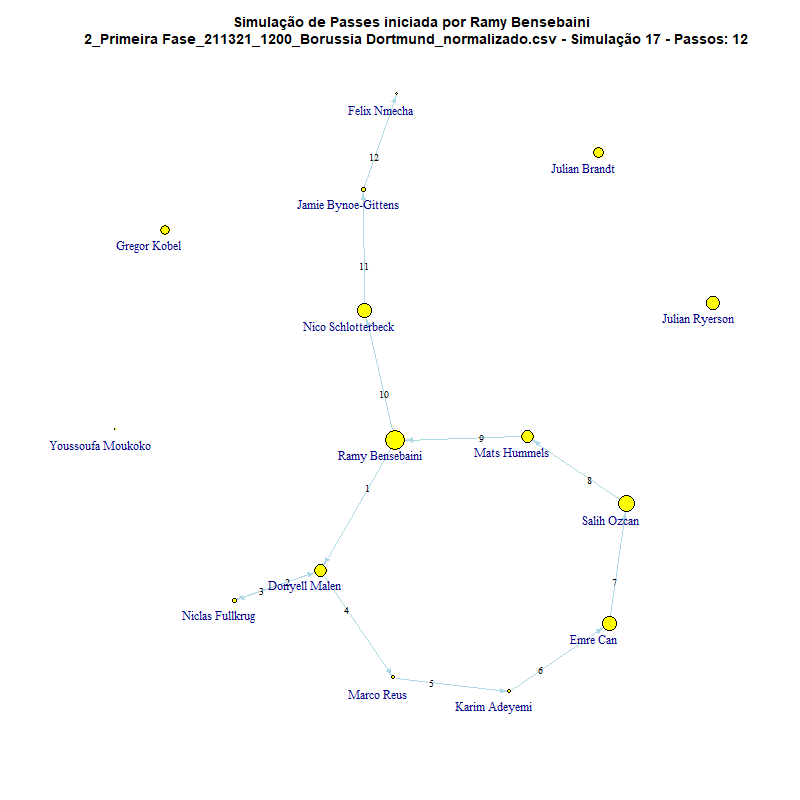 Simulação de Passes iniciada por Ramy Bensebaini
2_Primeira Fase_211321_1200_Borussia Dortmund_normalizado.csv - Simulação 17 - Passos: 12
Felix Nmecha
12
Julian Brandt
Jamie Bynoe-Gittens
Gregor Kobel
11
Julian Ryerson
Nico Schlotterbeck
10
Youssoufa Moukoko
9
Ramy Bensebaini
Mats Hummels
8
1
Salih Ozcan
7
2
3
Donyell Malen
Niclas Fullkrug
4
Emre Can
6
5
Marco Reus
Karim Adeyemi